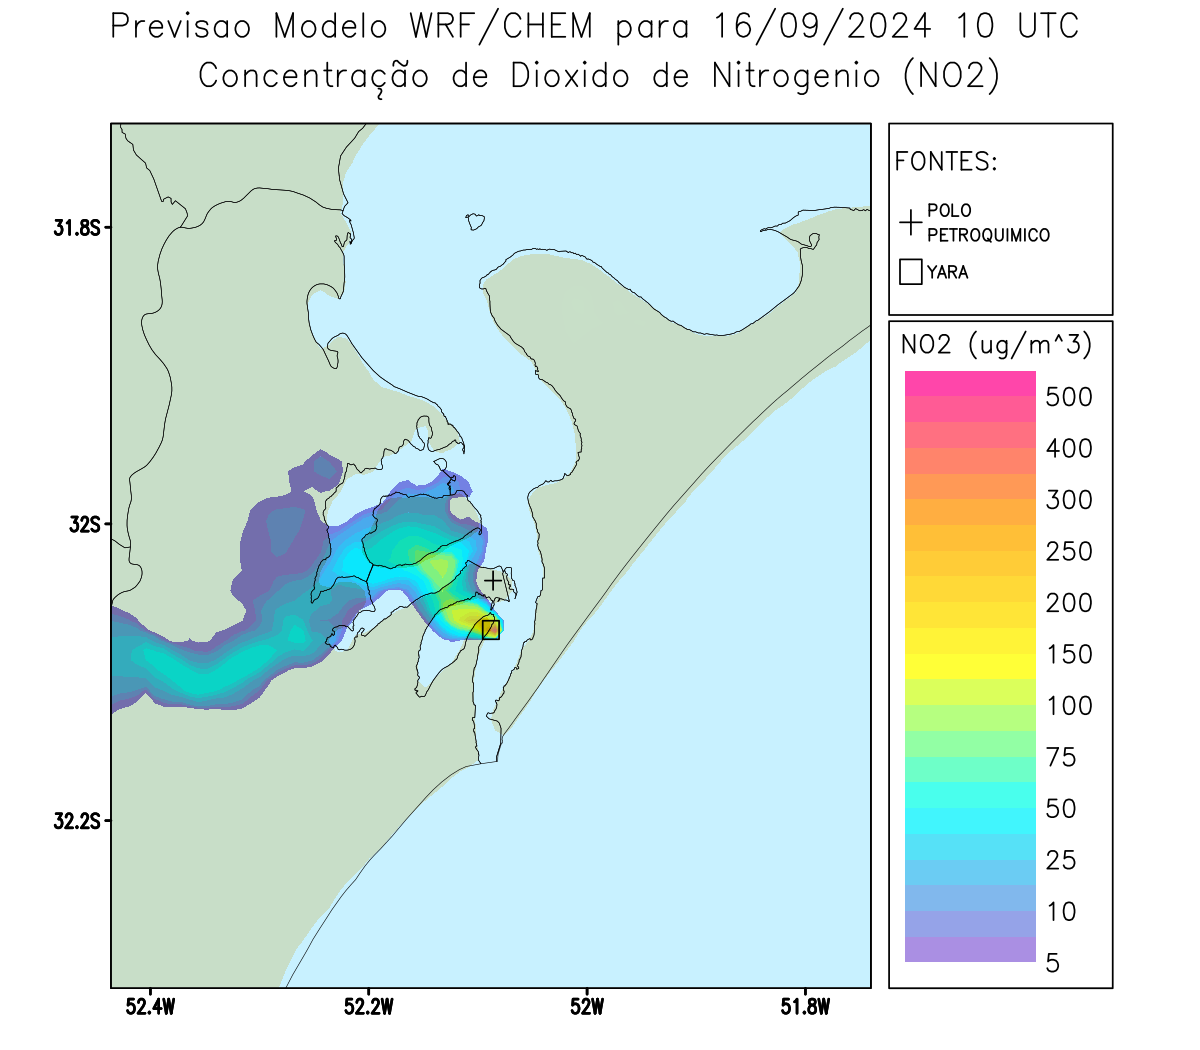 Previsao Modelo WRF/CHEM para 16/09/2024 10 UTC
Concentração de Dioxido de Nitrogenio (NO2)
FONTES:
POLO
PETROQUIMICO
YARA
NO2 (ug/m^3)
500
400
300
250
200
150
100
75
50
25
10
5
31.8S
32S
32.2S
52.4W
52.2W
52W
51.8W